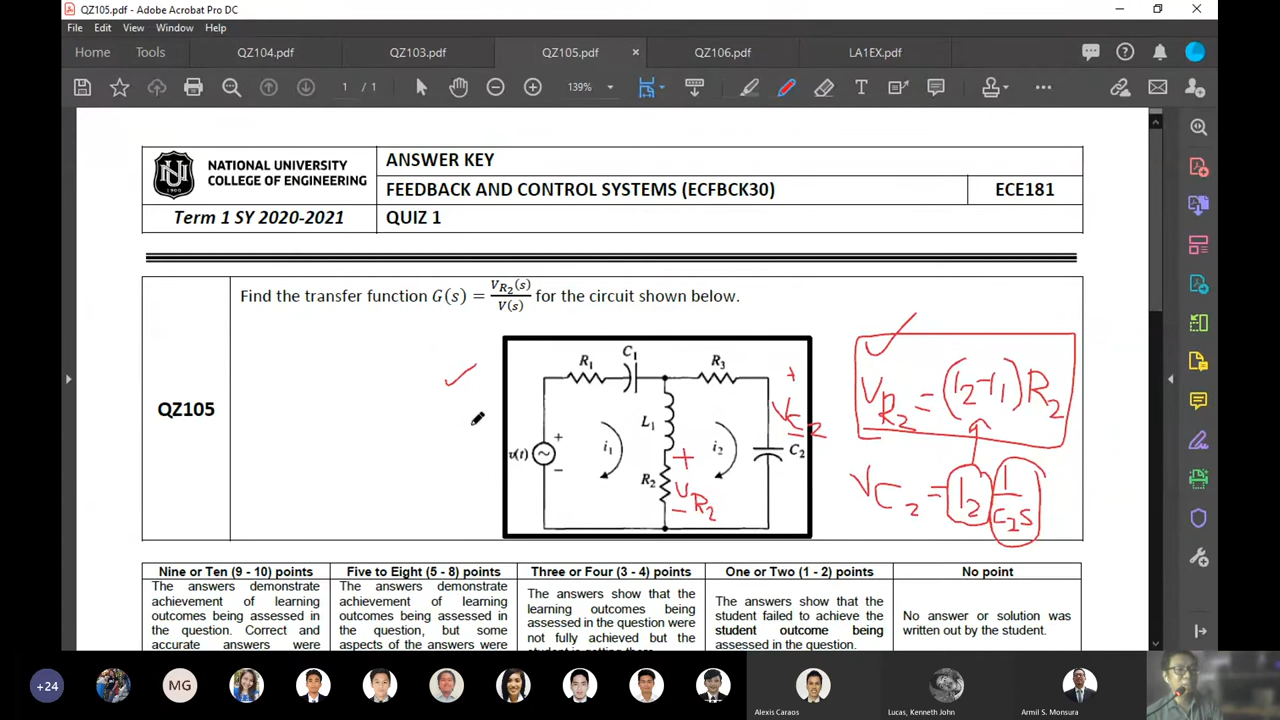 QZ105.pdf - Adobe Acrobat Pro DC
File Edit View Window Help
Home Tools QZ104.pdf QZ103.pdf QZ105.pdf × QZ106.pdf LA1EX.pdf
1 / 1 139%
NATIONAL UNIVERSITY
COLLEGE OF ENGINEERING
ANSWER KEY
FEEDBACK AND CONTROL SYSTEMS (ECFBCK30) ECE181
Term 1 SY 2020-2021 QUIZ 1
QZ105
Find the transfer function G(s) = V_R₂(s)/V(s) for the circuit shown below.
R₁ C₁ R₃
L₁
v(t) + − i₁ i₂ C₂
R₂
+ V_C₂ −
+ V_R₂ −
V_R₂ = (I₂-I₁) R₂
V_C₂ = I₂ 1/C₂s
Nine or Ten (9 - 10) points
The answers demonstrate
achievement of learning
outcomes being assessed in
the question. Correct and
accurate answers were
Five to Eight (5 - 8) points
The answers demonstrate
achievement of learning
outcomes being assessed in
the question, but some
aspects of the answers were
Three or Four (3 - 4) points
The answers show that the
learning outcomes being
assessed in the question were
not fully achieved but the
One or Two (1 - 2) points
The answers show that the
student failed to achieve the
student outcome being
assessed in the question.
No point
No answer or solution was
written out by the student.
+24 MG
Alexis Caraos Lucas, Kenneth John Armil S. Monsura